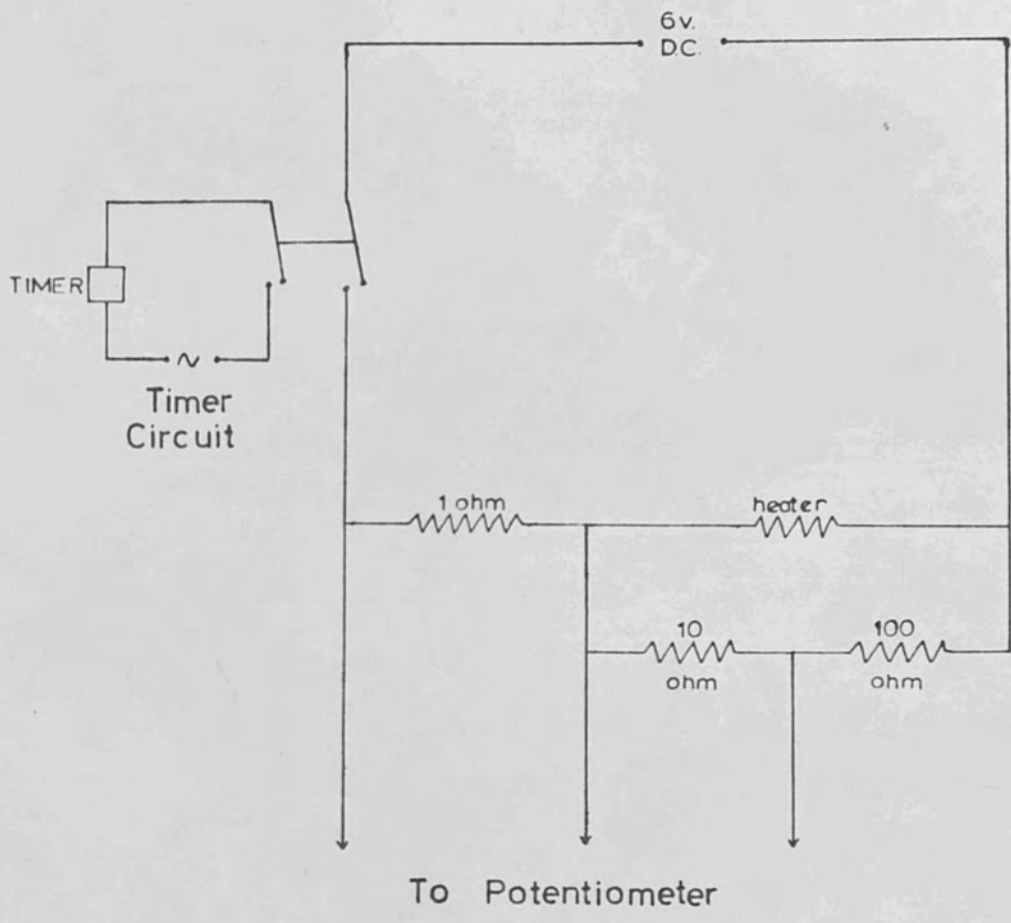 6v.
D.C.
TIMER
~
Timer
Circuit
1 ohm
heater
10
ohm
100
ohm
To Potentiometer